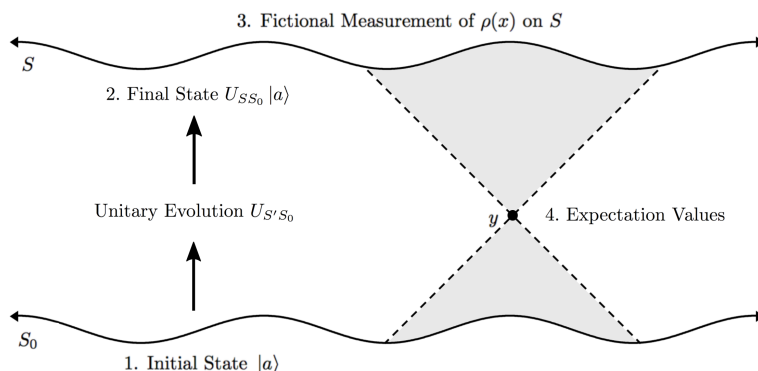 3. Fictional Measurement of ρ(x) on S
S
2. Final State U_{SS_0} |a⟩
Unitary Evolution U_{S'S_0}
y
4. Expectation Values
S_0
1. Initial State |a⟩